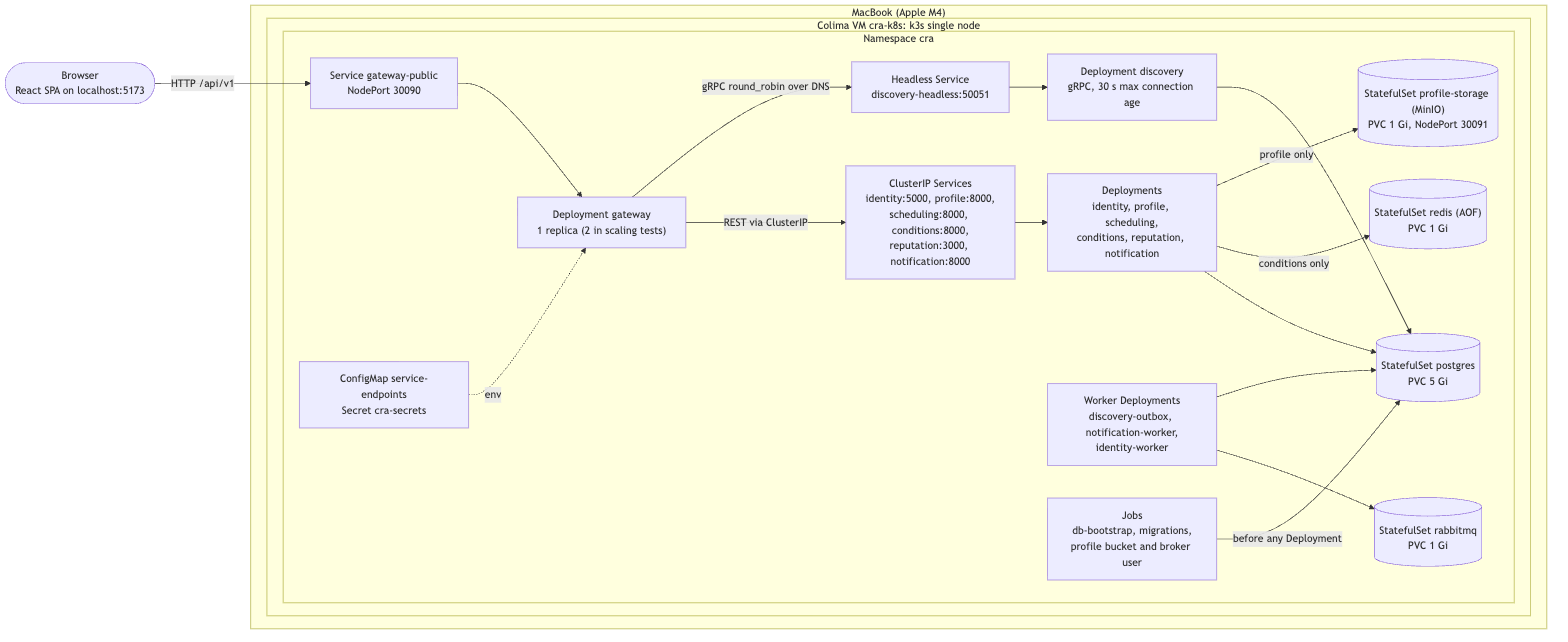 MacBook (Apple M4)
Colima VM cra-k8s: k3s single node
Namespace cra
Browser
React SPA on localhost:5173
HTTP /api/v1
Service gateway-public
NodePort 30090
Deployment gateway
1 replica (2 in scaling tests)
ConfigMap service-
endpoints
Secret cra-secrets
env
gRPC round_robin over DNS
REST via ClusterIP
Headless Service
discovery-headless:50051
ClusterIP Services
identity:5000, profile:8000,
scheduling:8000,
conditions:8000,
reputation:3000,
notification:8000
Deployment discovery
gRPC, 30 s max connection
age
Deployments
identity, profile,
scheduling,
conditions, reputation,
notification
Worker Deployments
discovery-outbox,
notification-worker,
identity-worker
Jobs
db-bootstrap, migrations,
profile bucket and broker
user
profile only
conditions only
before any Deployment
StatefulSet profile-storage
(MinIO)
PVC 1 Gi, NodePort 30091
StatefulSet redis (AOF)
PVC 1 Gi
StatefulSet postgres
PVC 5 Gi
StatefulSet rabbitmq
PVC 1 Gi